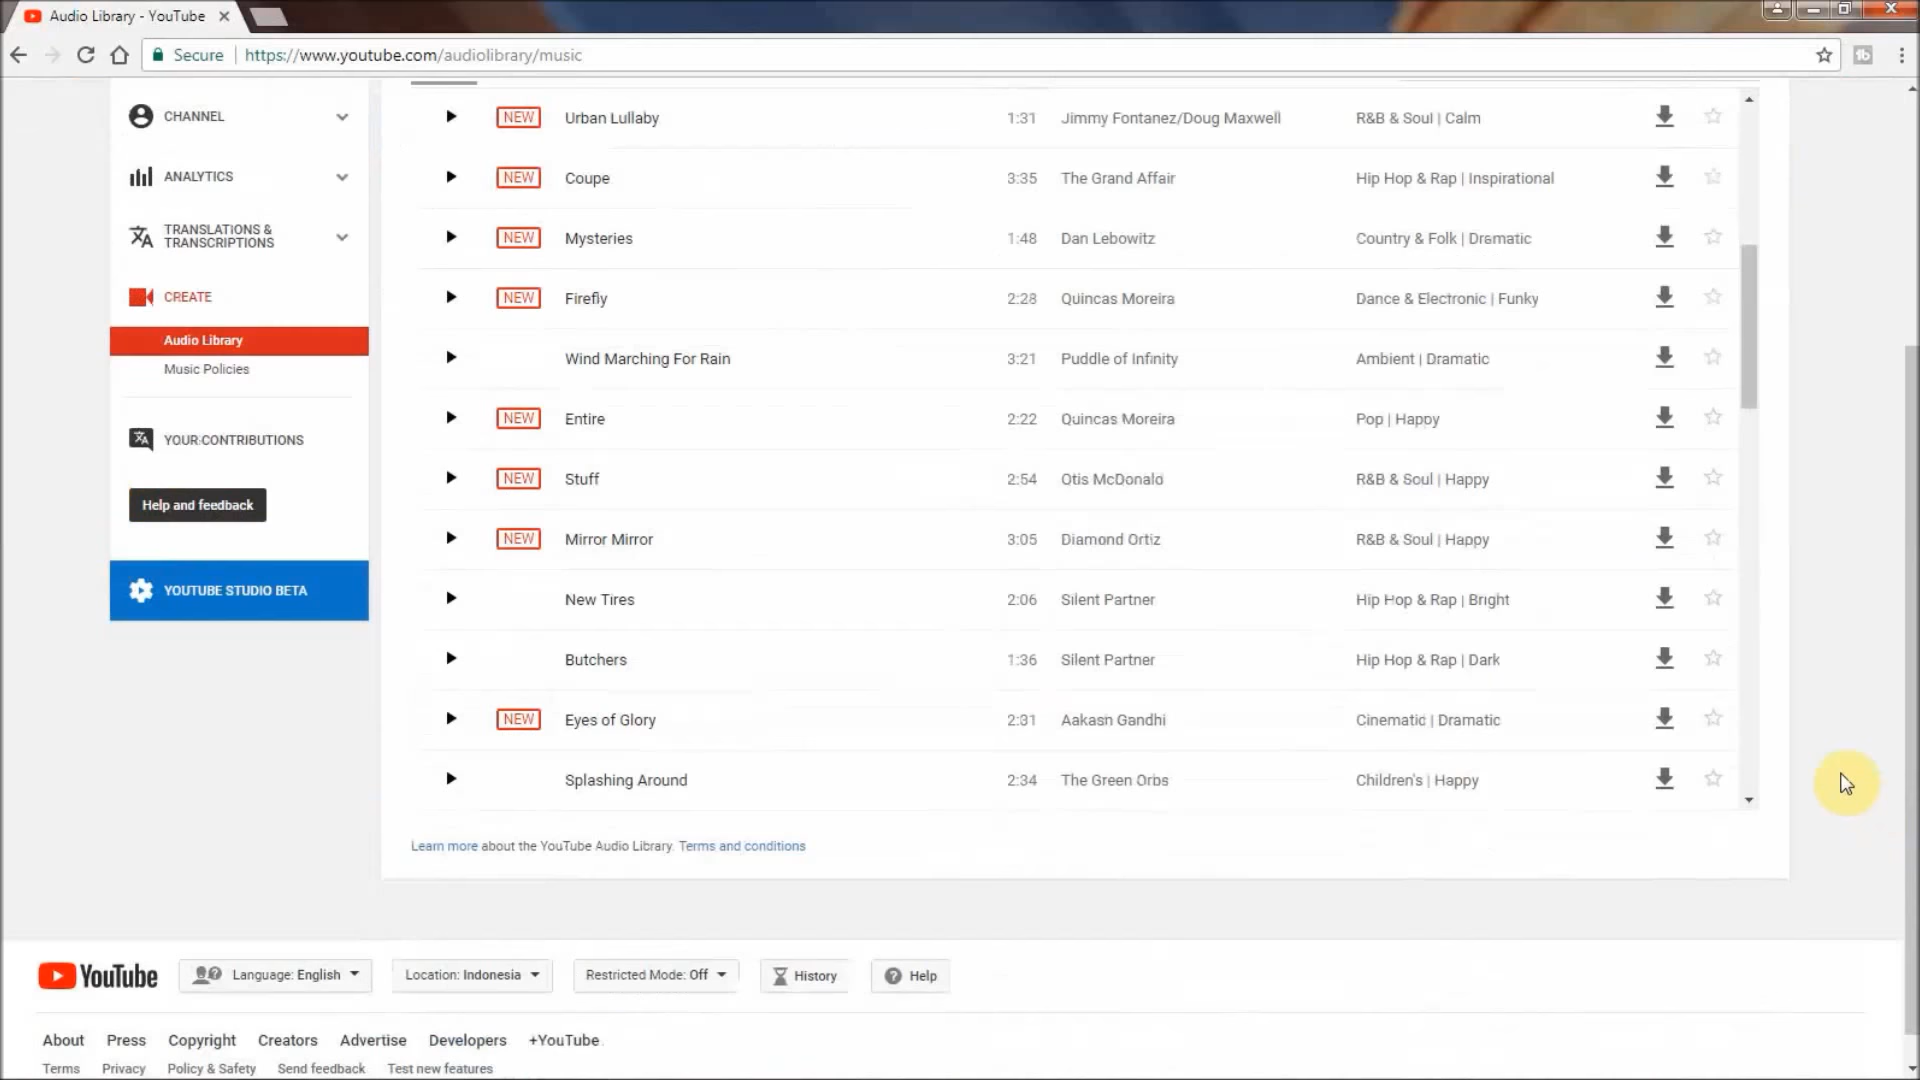 Audio Library - YouTube
Secure https://www.youtube.com/audiolibrary/music
CHANNEL
ANALYTICS
TRANSLATIONS &
TRANSCRIPTIONS
CREATE
Audio Library
Music Policies
YOUR CONTRIBUTIONS
Help and feedback
YOUTUBE STUDIO BETA
NEW Urban Lullaby 1:31 Jimmy Fontanez/Doug Maxwell R&B & Soul | Calm
NEW Coupe 3:35 The Grand Affair Hip Hop & Rap | Inspirational
NEW Mysteries 1:48 Dan Lebowitz Country & Folk | Dramatic
NEW Firefly 2:28 Quincas Moreira Dance & Electronic | Funky
Wind Marching For Rain 3:21 Puddle of Infinity Ambient | Dramatic
NEW Entire 2:22 Quincas Moreira Pop | Happy
NEW Stuff 2:54 Otis McDonald R&B & Soul | Happy
NEW Mirror Mirror 3:05 Diamond Ortiz R&B & Soul | Happy
New Tires 2:06 Silent Partner Hip Hop & Rap | Bright
Butchers 1:36 Silent Partner Hip Hop & Rap | Dark
NEW Eyes of Glory 2:31 Aakash Gandhi Cinematic | Dramatic
Splashing Around 2:34 The Green Orbs Children's | Happy
Learn more about the YouTube Audio Library. Terms and conditions
YouTube Language: English Location: Indonesia Restricted Mode: Off History Help
About Press Copyright Creators Advertise Developers +YouTube
Terms Privacy Policy & Safety Send feedback Test new features